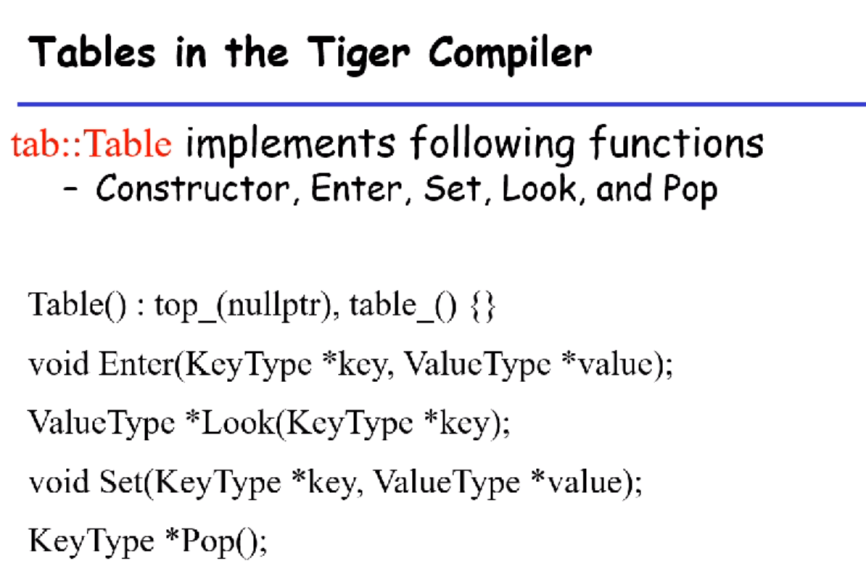 Tables in the Tiger Compiler
tab::Table implements following functions
– Constructor, Enter, Set, Look, and Pop
Table() : top_(nullptr), table_() {}
void Enter(KeyType *key, ValueType *value);
ValueType *Look(KeyType *key);
void Set(KeyType *key, ValueType *value);
KeyType *Pop();